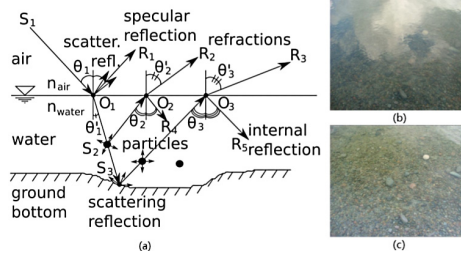 S1
specular
reflection
scatter.
refl.
refractions
R1
R2
R3
θ1
θ'2
θ'3
air
nair
nwater
O1
O2
O3
θ'1
θ2
θ3
R4
water
S2
particles
internal
R5 reflection
S3
ground
bottom
scattering
reflection
(a)
(b)
(c)